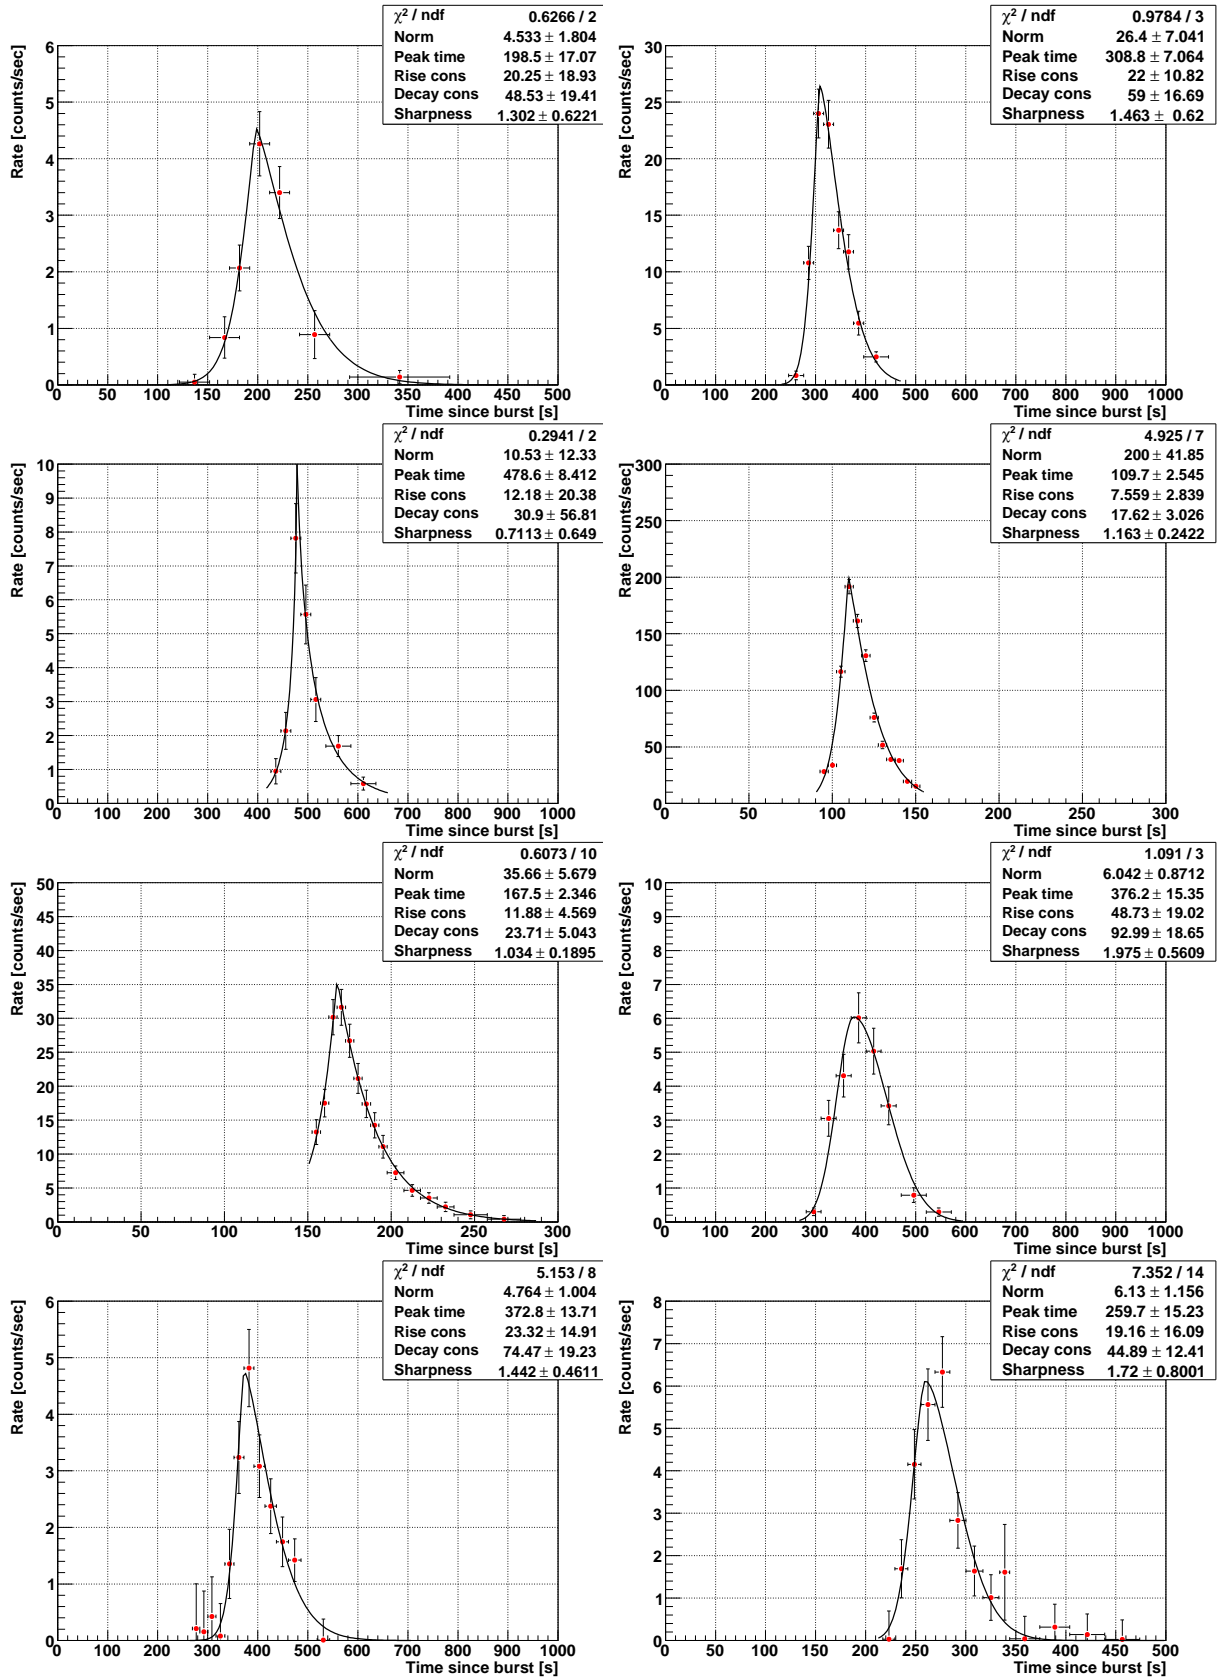 χ² / ndf 0.6266 / 2
Norm 4.533 ± 1.804
Peak time 198.5 ± 17.07
Rise cons 20.25 ± 18.93
Decay cons 48.53 ± 19.41
Sharpness 1.302 ± 0.6221
Rate [counts/sec]
6
5
4
3
2
1
0
0 50 100 150 200 250 300 350 400 450 500
Time since burst [s]
χ² / ndf 0.9784 / 3
Norm 26.4 ± 7.041
Peak time 308.8 ± 7.064
Rise cons 22 ± 10.82
Decay cons 59 ± 16.69
Sharpness 1.463 ± 0.62
Rate [counts/sec]
30
25
20
15
10
5
0
0 100 200 300 400 500 600 700 800 900 1000
Time since burst [s]
χ² / ndf 0.2941 / 2
Norm 10.53 ± 12.33
Peak time 478.6 ± 8.412
Rise cons 12.18 ± 20.38
Decay cons 30.9 ± 56.81
Sharpness 0.7113 ± 0.649
Rate [counts/sec]
10
9
8
7
6
5
4
3
2
1
0
0 100 200 300 400 500 600 700 800 900 1000
Time since burst [s]
χ² / ndf 4.925 / 7
Norm 200 ± 41.85
Peak time 109.7 ± 2.545
Rise cons 7.559 ± 2.839
Decay cons 17.62 ± 3.026
Sharpness 1.163 ± 0.2422
Rate [counts/sec]
300
250
200
150
100
50
0
0 50 100 150 200 250 300
Time since burst [s]
χ² / ndf 0.6073 / 10
Norm 35.66 ± 5.679
Peak time 167.5 ± 2.346
Rise cons 11.88 ± 4.569
Decay cons 23.71 ± 5.043
Sharpness 1.034 ± 0.1895
Rate [counts/sec]
50
45
40
35
30
25
20
15
10
5
0
0 50 100 150 200 250 300
Time since burst [s]
χ² / ndf 1.091 / 3
Norm 6.042 ± 0.8712
Peak time 376.2 ± 15.35
Rise cons 48.73 ± 19.02
Decay cons 92.99 ± 18.65
Sharpness 1.975 ± 0.5609
Rate [counts/sec]
10
9
8
7
6
5
4
3
2
1
0
0 100 200 300 400 500 600 700 800 900 1000
Time since burst [s]
χ² / ndf 5.153 / 8
Norm 4.764 ± 1.004
Peak time 372.8 ± 13.71
Rise cons 23.32 ± 14.91
Decay cons 74.47 ± 19.23
Sharpness 1.442 ± 0.4611
Rate [counts/sec]
6
5
4
3
2
1
0
0 100 200 300 400 500 600 700 800 900 1000
Time since burst [s]
χ² / ndf 7.352 / 14
Norm 6.13 ± 1.156
Peak time 259.7 ± 15.23
Rise cons 19.16 ± 16.09
Decay cons 44.89 ± 12.41
Sharpness 1.72 ± 0.8001
Rate [counts/sec]
8
7
6
5
4
3
2
1
0
0 50 100 150 200 250 300 350 400 450 500
Time since burst [s]